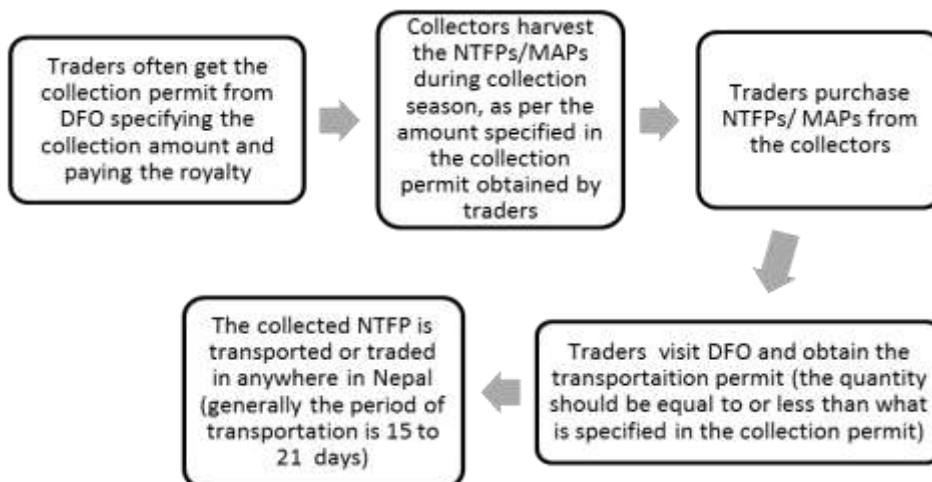 Traders often get the
collection permit from
DFO specifying the
collection amount and
paying the royalty
Collectors harvest
the NTFPs/MAPs
during collection
season, as per the
amount specified in
the collection
permit obtained by
traders
Traders purchase
NTFPs/ MAPs from
the collectors
Traders visit DFO and obtain the
transportaition permit (the quantity
should be equal to or less than what
is specified in the collection permit)
The collected NTFP is
transported or traded
in anywhere in Nepal
(generally the period of
transportation is 15 to
21 days)